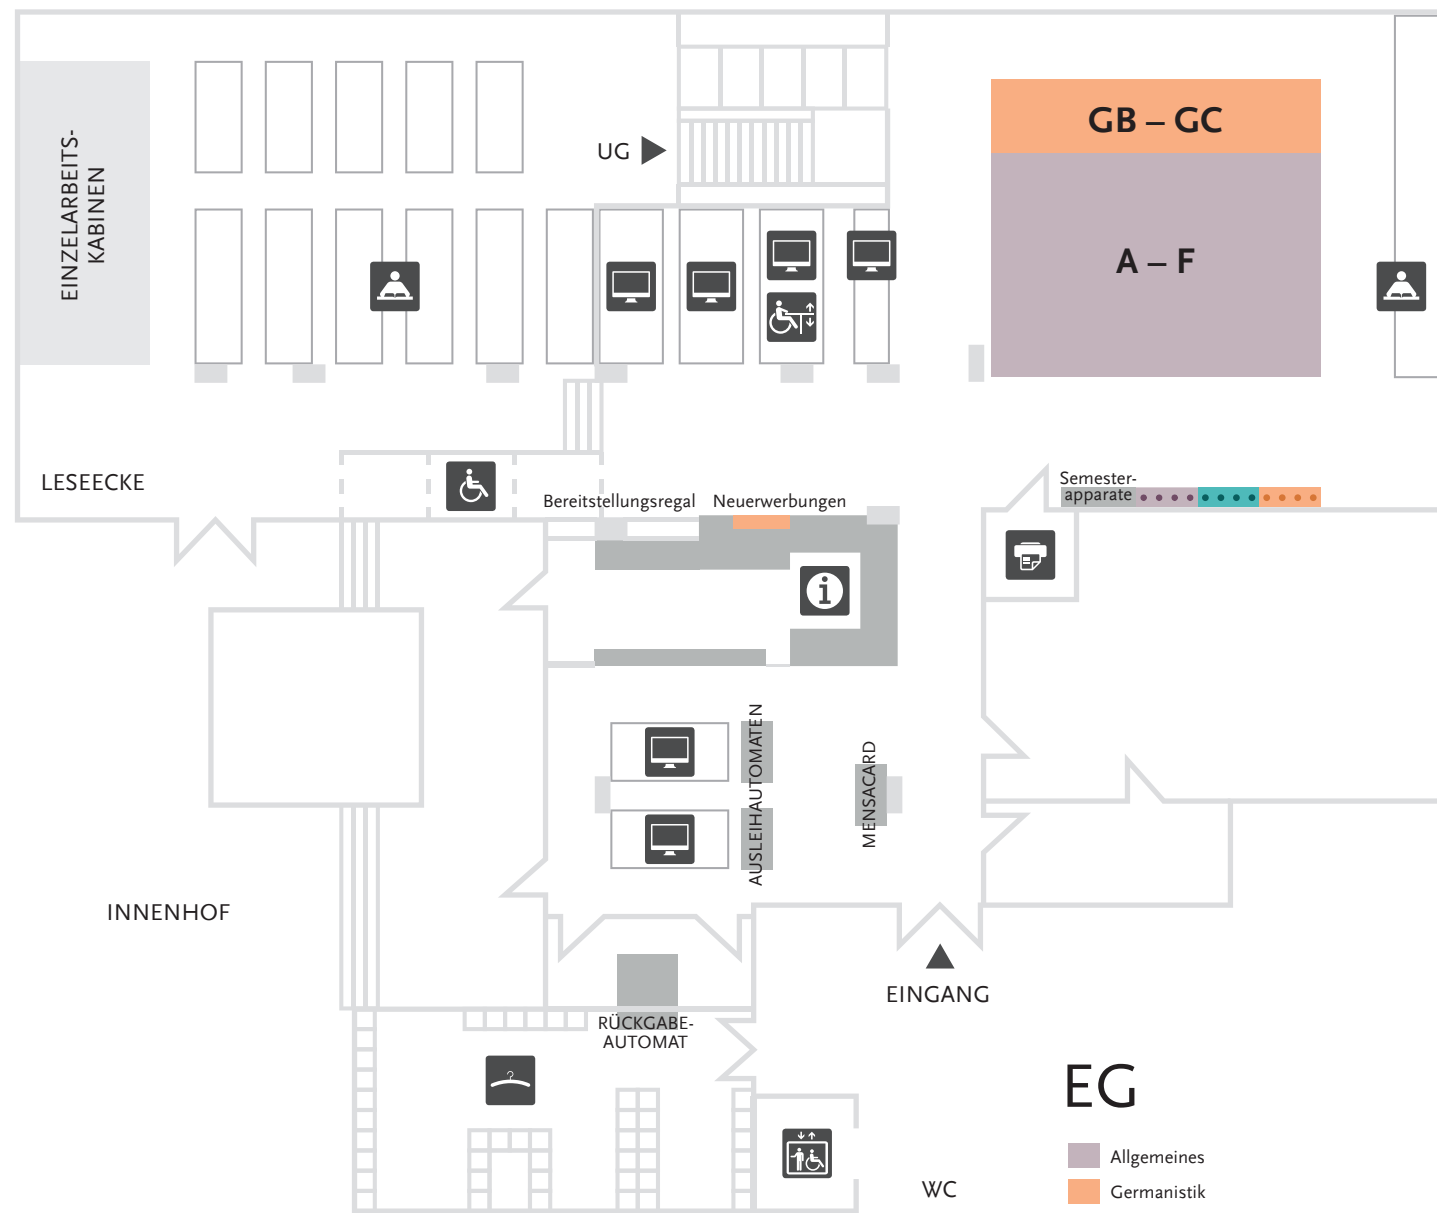 GB – GC
EINZELARBEITS-
KABINEN
UG
A – F
LESEECKE
Semester-
apparate
Bereitstellungsregal
Neuerwerbungen
AUSLEIHAUTOMATEN
MENSACARD
INNENHOF
EINGANG
RÜCKGABE-
AUTOMAT
EG
Allgemeines
WC
Germanistik